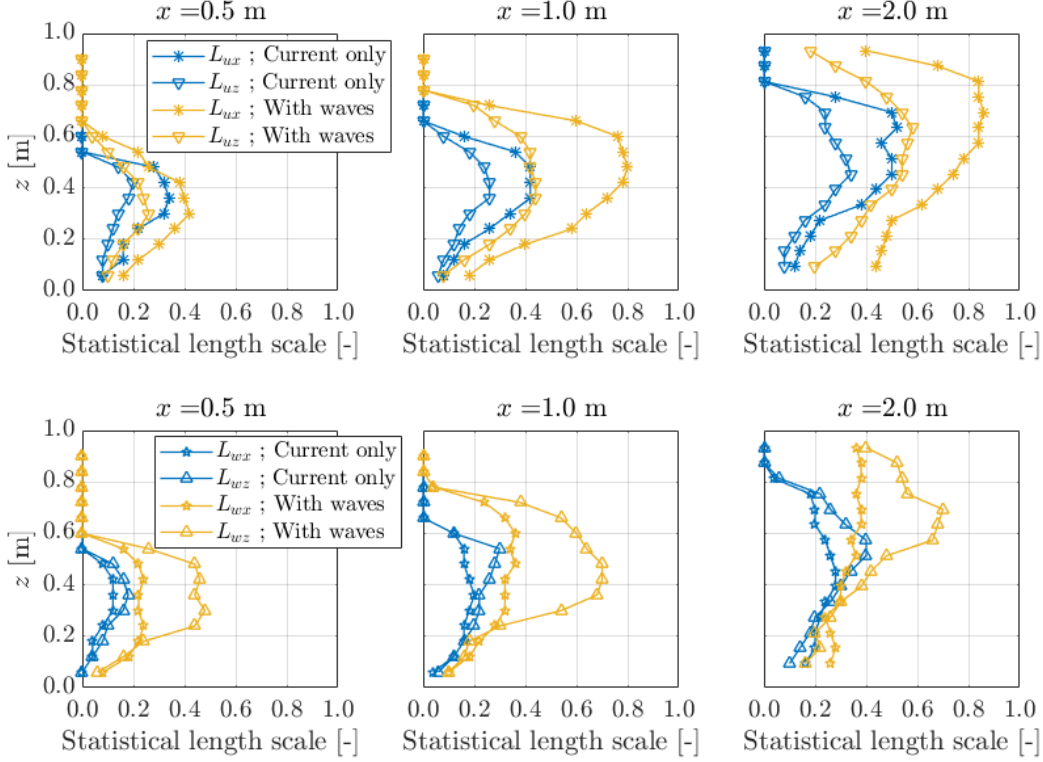 x =0.5 m
x =1.0 m
x =2.0 m
1.0
0.8
0.6
0.4
0.2
0.0
z [m]
L_ux ; Current only
L_uz ; Current only
L_ux ; With waves
L_uz ; With waves
0.0 0.2 0.4 0.6 0.8 1.0
0.0 0.2 0.4 0.6 0.8 1.0
0.0 0.2 0.4 0.6 0.8 1.0
Statistical length scale [-]
Statistical length scale [-]
Statistical length scale [-]
x =0.5 m
x =1.0 m
x =2.0 m
1.0
0.8
0.6
0.4
0.2
0.0
z [m]
L_wx ; Current only
L_wz ; Current only
L_wx ; With waves
L_wz ; With waves
0.0 0.2 0.4 0.6 0.8 1.0
0.0 0.2 0.4 0.6 0.8 1.0
0.0 0.2 0.4 0.6 0.8 1.0
Statistical length scale [-]
Statistical length scale [-]
Statistical length scale [-]